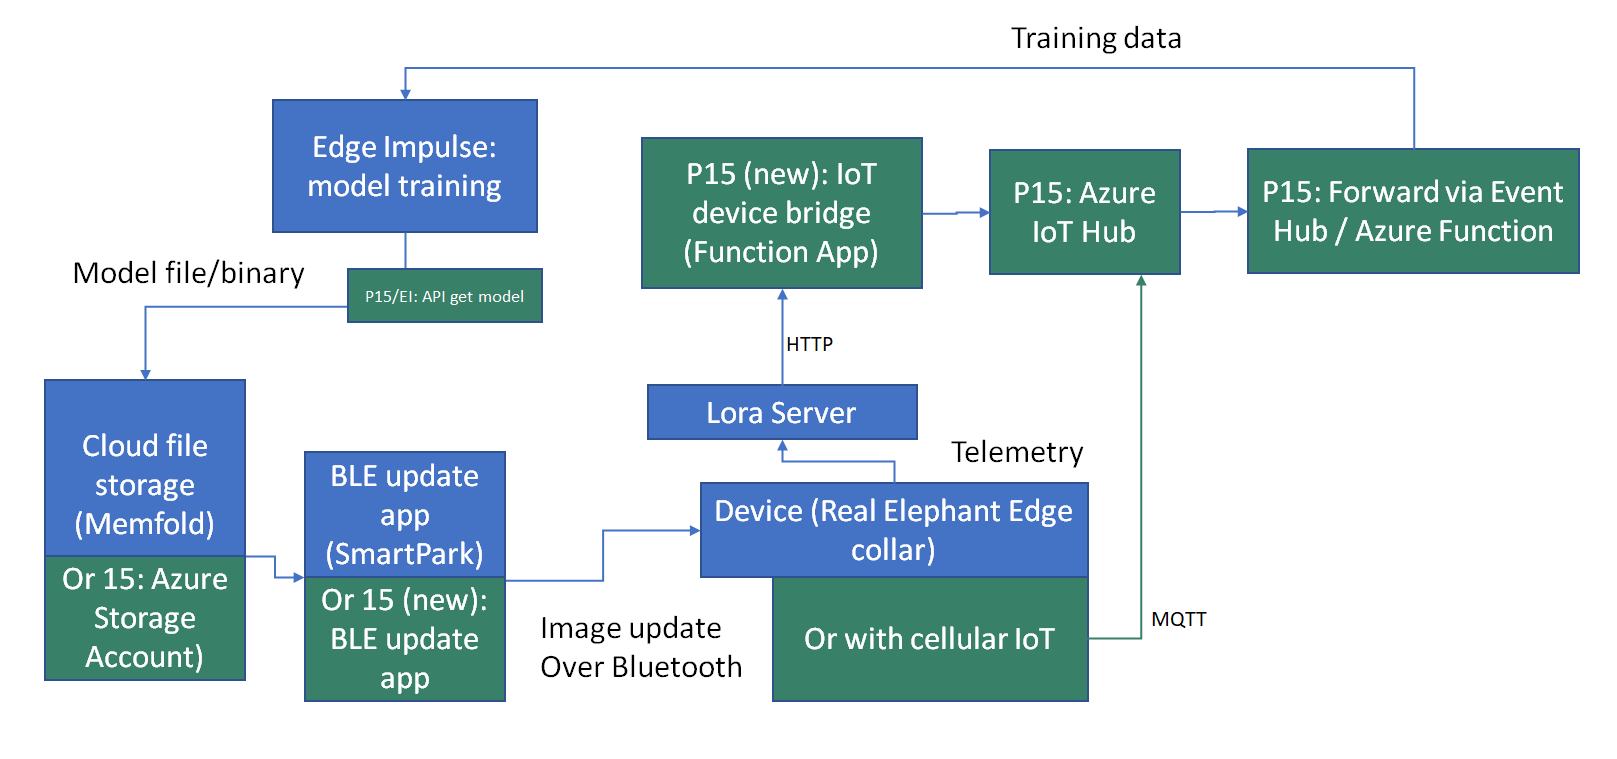 Training data
Edge Impulse:
model training
P15 (new): IoT
device bridge
(Function App)
P15: Azure
IoT Hub
P15: Forward via Event
Hub / Azure Function
Model file/binary
P15/EI: API get model
HTTP
Lora Server
Telemetry
Cloud file
storage
(Memfold)
Or 15: Azure
Storage
Account)
BLE update
app
(SmartPark)
Or 15 (new):
BLE update
app
Image update
Over Bluetooth
Device (Real Elephant Edge
collar)
Or with cellular IoT
MQTT